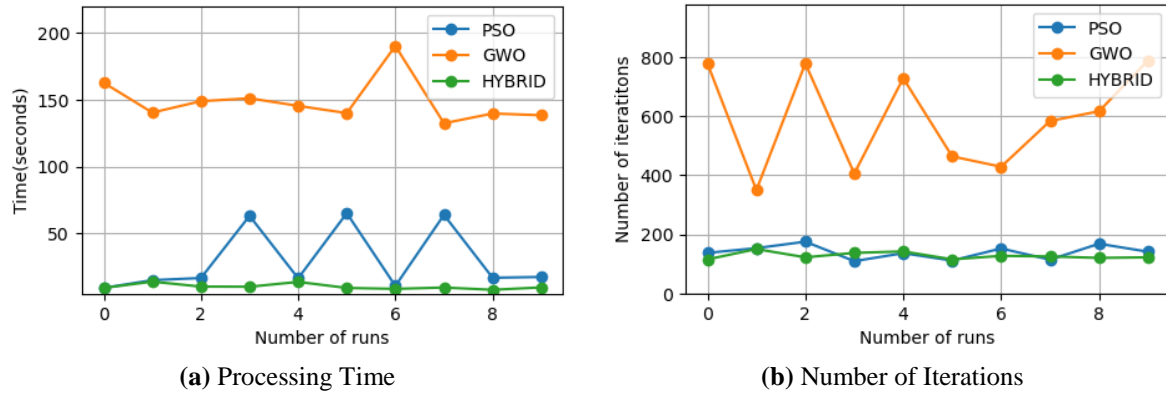 200
150
100
50
Time(seconds)
0 2 4 6 8
Number of runs
PSO
GWO
HYBRID
(a) Processing Time
800
600
400
200
0
Number of iteratitons
0 2 4 6 8
Number of runs
PSO
GWO
HYBRID
(b) Number of Iterations